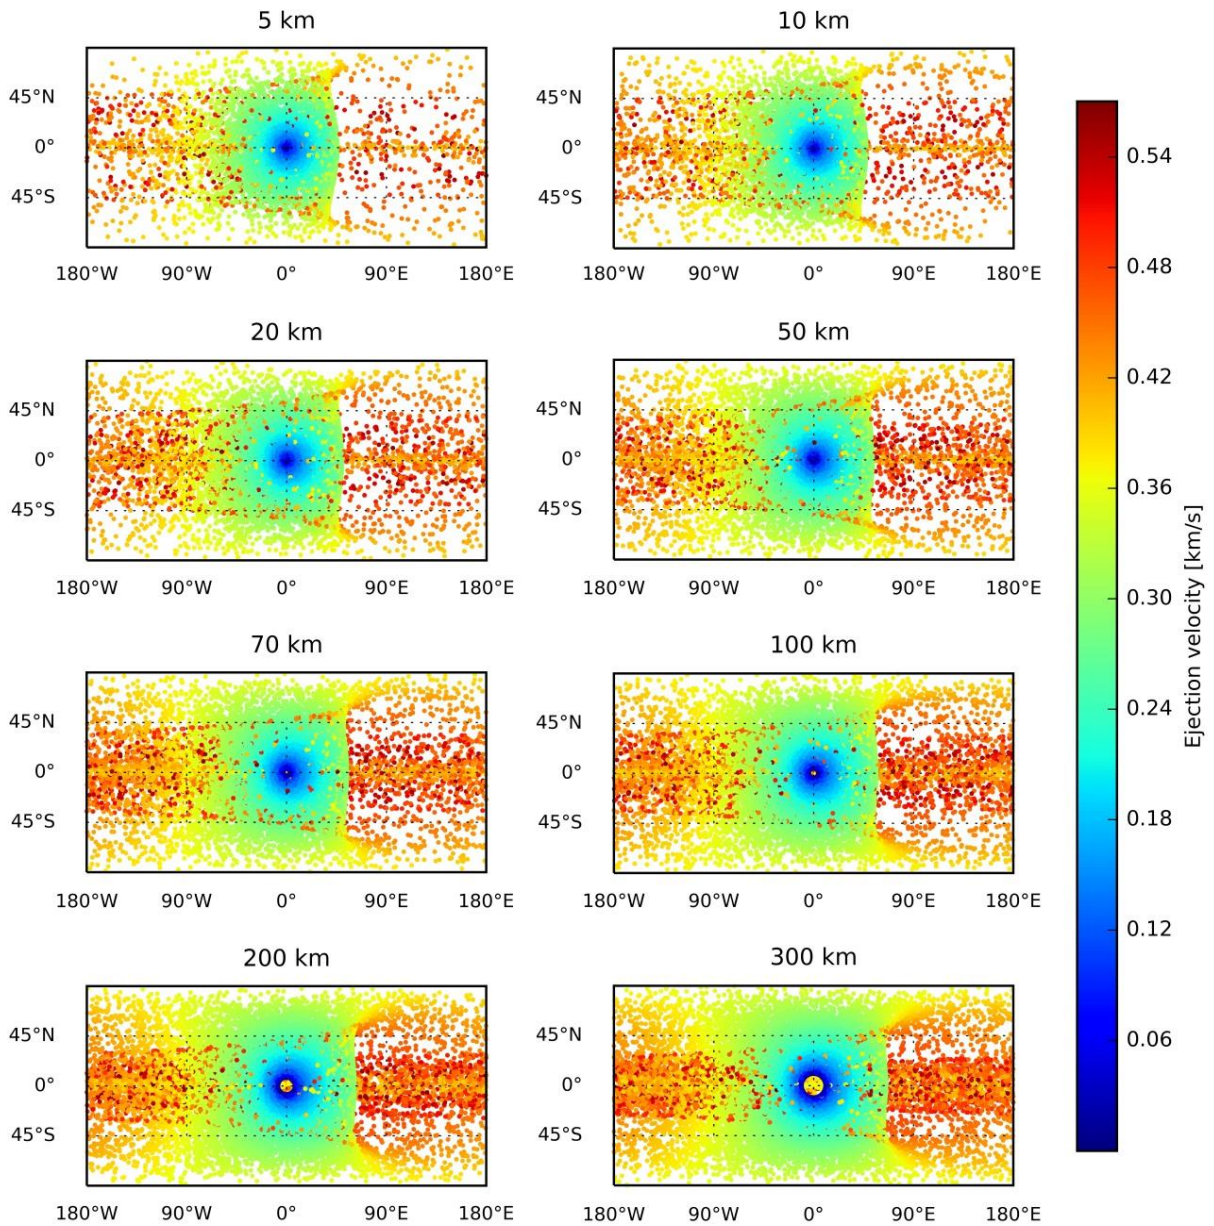 5 km
10 km
45°N
0°
45°S
180°W 90°W 0° 90°E 180°E
45°N
0°
45°S
180°W 90°W 0° 90°E 180°E
20 km
50 km
45°N
0°
45°S
180°W 90°W 0° 90°E 180°E
45°N
0°
45°S
180°W 90°W 0° 90°E 180°E
70 km
100 km
45°N
0°
45°S
180°W 90°W 0° 90°E 180°E
45°N
0°
45°S
180°W 90°W 0° 90°E 180°E
200 km
300 km
45°N
0°
45°S
180°W 90°W 0° 90°E 180°E
45°N
0°
45°S
180°W 90°W 0° 90°E 180°E
0.54
0.48
0.42
0.36
0.30
0.24
0.18
0.12
0.06
Ejection velocity [km/s]